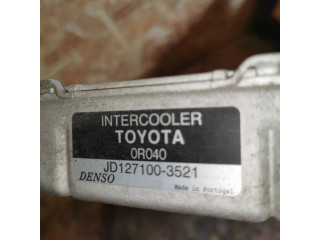 INTERCOOLER
TOYOTA
0R040
JD127100-3521
DENSO
Made in Portugal